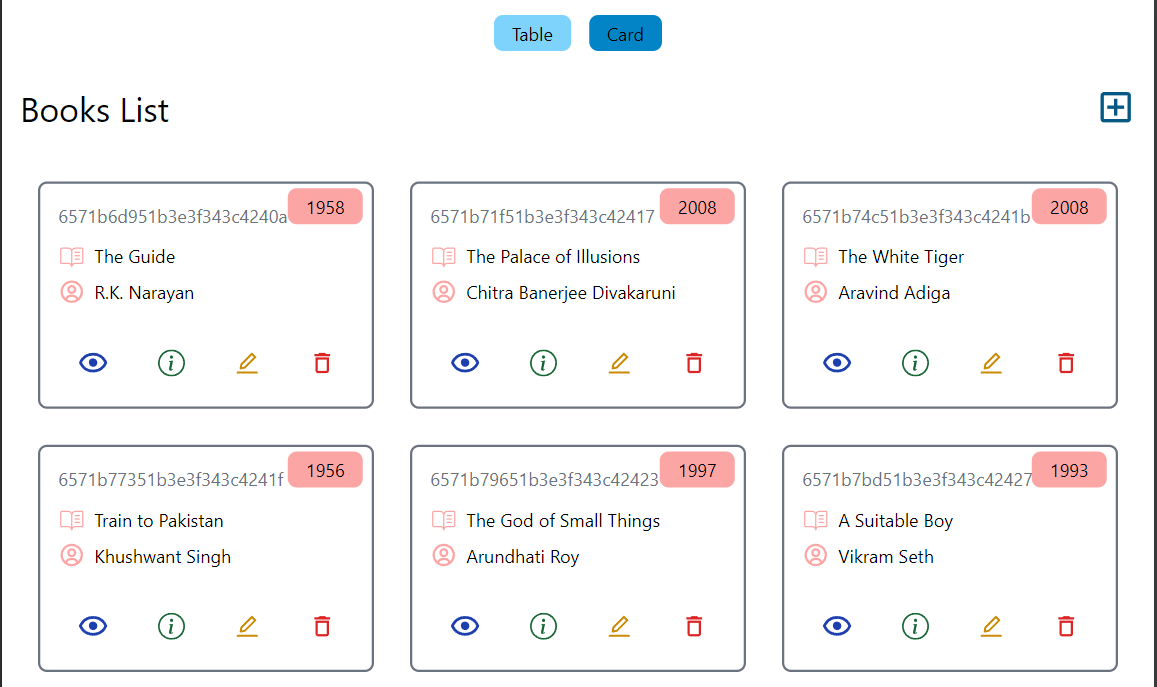 Table Card
Books List
6571b6d951b3e3f343c4240a 1958
The Guide
R.K. Narayan
6571b71f51b3e3f343c42417 2008
The Palace of Illusions
Chitra Banerjee Divakaruni
6571b74c51b3e3f343c4241b 2008
The White Tiger
Aravind Adiga
6571b77351b3e3f343c4241f 1956
Train to Pakistan
Khushwant Singh
6571b79651b3e3f343c42423 1997
The God of Small Things
Arundhati Roy
6571b7bd51b3e3f343c42427 1993
A Suitable Boy
Vikram Seth